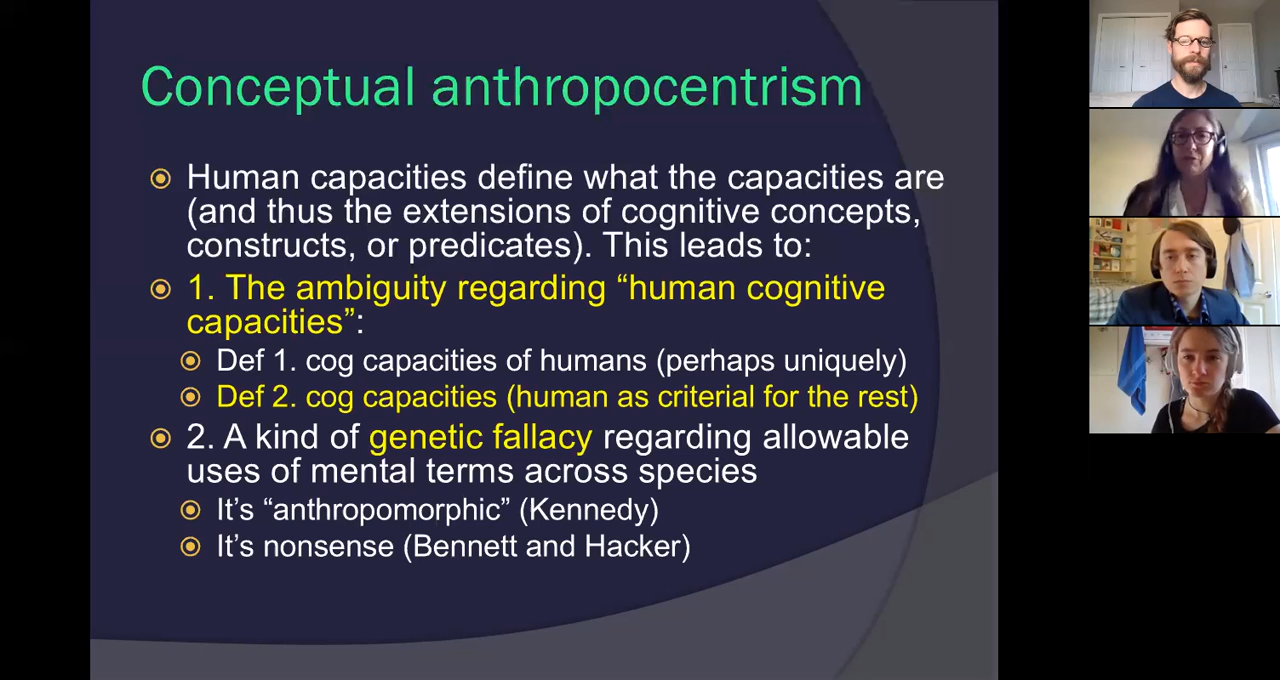 Conceptual anthropocentrism
Human capacities define what the capacities are
(and thus the extensions of cognitive concepts,
constructs, or predicates). This leads to:
1. The ambiguity regarding “human cognitive
capacities”:
Def 1. cog capacities of humans (perhaps uniquely)
Def 2. cog capacities (human as criterial for the rest)
2. A kind of genetic fallacy regarding allowable
uses of mental terms across species
It’s “anthropomorphic” (Kennedy)
It’s nonsense (Bennett and Hacker)